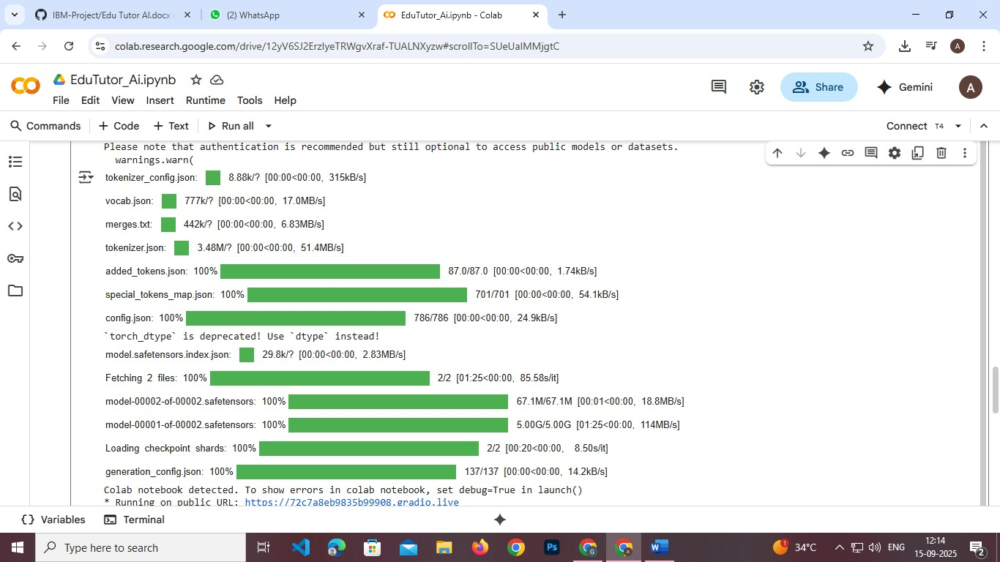 IBM-Project/Edu Tutor AI.docx a
(2) WhatsApp
EduTutor_Ai.ipynb - Colab
colab.research.google.com/drive/12yV6SJ2ErzIyeTRWgvXraf-TUALNXyzw#scrollTo=SUeUaIMMjgtC
A
EduTutor_Ai.ipynb
File Edit View Insert Runtime Tools Help
Share
Gemini
A
Commands + Code + Text Run all
Connect T4
Please note that authentication is recommended but still optional to access public models or datasets.
warnings.warn(
tokenizer_config.json: 8.88k/? [00:00<00:00, 315kB/s]
vocab.json: 777k/? [00:00<00:00, 17.0MB/s]
merges.txt: 442k/? [00:00<00:00, 6.83MB/s]
tokenizer.json: 3.48M/? [00:00<00:00, 51.4MB/s]
added_tokens.json: 100% 87.0/87.0 [00:00<00:00, 1.74kB/s]
special_tokens_map.json: 100% 701/701 [00:00<00:00, 54.1kB/s]
config.json: 100% 786/786 [00:00<00:00, 24.9kB/s]
`torch_dtype` is deprecated! Use `dtype` instead!
model.safetensors.index.json: 29.8k/? [00:00<00:00, 2.83MB/s]
Fetching 2 files: 100% 2/2 [01:25<00:00, 85.58s/it]
model-00002-of-00002.safetensors: 100% 67.1M/67.1M [00:01<00:00, 18.8MB/s]
model-00001-of-00002.safetensors: 100% 5.00G/5.00G [01:25<00:00, 114MB/s]
Loading checkpoint shards: 100% 2/2 [00:20<00:00, 8.50s/it]
generation_config.json: 100% 137/137 [00:00<00:00, 14.2kB/s]
Colab notebook detected. To show errors in colab notebook, set debug=True in launch()
* Running on public URL: https://72c7a8eb9835b99908.gradio.live
Variables Terminal
Type here to search
Ps
1
34°C
ENG
12:14
15-09-2025
2